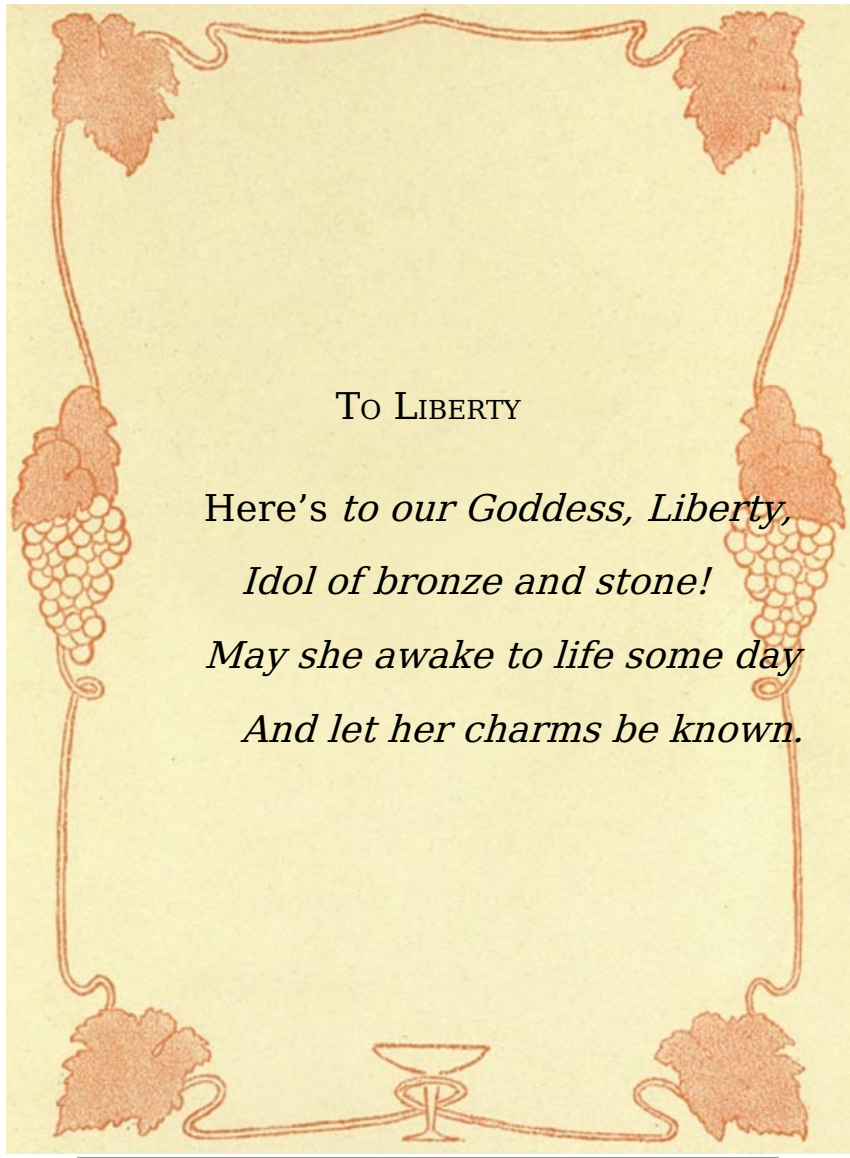 To Liberty
Here’s to our Goddess, Liberty,
Idol of bronze and stone!
May she awake to life some day
And let her charms be known.